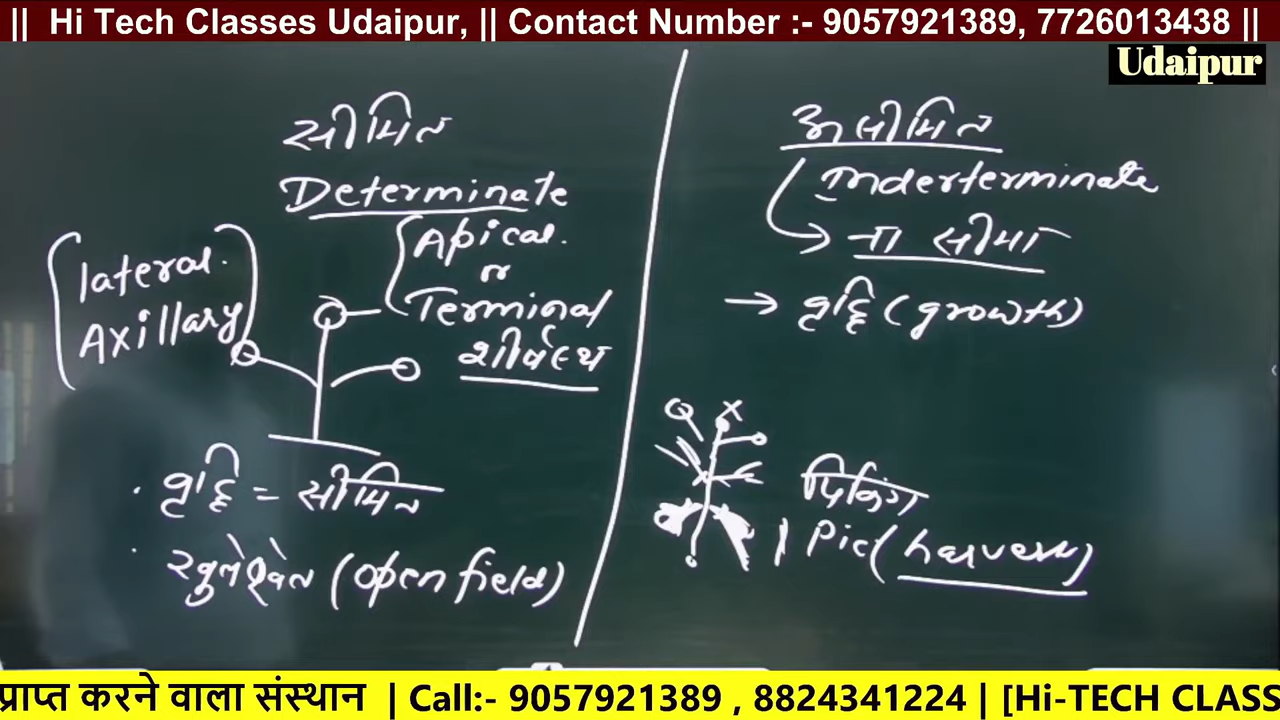 || Hi Tech Classes Udaipur, || Contact Number :- 9057921389, 7726013438 ||
Udaipur
सीमित
Determinate
Apical.
or
Terminal
शीर्षस्थ
lateral.
Axillary
वृद्धि = सीमित
खुले खेत (open field)
असीमित
Inderterminate
ना सीमा
→ वृद्धि (growth)
पिकिंग
1 Pic (harvest)
प्राप्त करने वाला संस्थान | Call:- 9057921389 , 8824341224 | [Hi-TECH CLASS